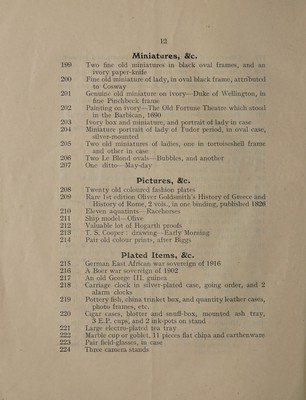 12
Miniatures, &c.
199 Two fine old miniatures in black oval frames, and an
ivory paper-knife
200 Fine old miniature of lady, in oval black frame, attributed
to Cosway
201 Genuine old miniature on ivory—Duke of Wellington, in
fine Pinchbeck frame
202 Painting on ivory—The Old Fortune Theatre which stood
in the Barbican, 1690
203 Ivory box and miniature, and portrait of lady in case
204 Miniature portrait of lady of Tudor period, in oval case,
silver-mounted
205 Two old miniatures of ladies, one in tortoiseshell frame
and other in case
206 Two Le Blond ovals—Bubbles, and another
207 One ditto—May-day
Pictures, &c.
208 Twenty old coloured fashion plates
209 Rare 1st edition Oliver Goldsmith's History of Greece and
History of Rome, 2 vols., in one binding, published 1826
210 Eleven aquatints—Racehorses
211 Ship model—Olive
212 Valuable lot of Hogarth proofs
213 T. S. Cooper: drawing—Early Morning
214 Pair old colour prints, after Biggs
Plated Items, &c.
215 German East African war sovereign of 1916
216 A Boer war sovereign of 1902
217 An old George III. guinea
218 Carriage clock in silver-plated case, going order, and 2
alarm clocks
219 Pottery fish, china trinket box, and quantity leather cases,
photo frames, etc.
220 Cigar cases, blotter and snuff-box, mounted ash tray,
3 E.P. cups, and 2 ink-pots on stand
221 Large electro-plated tea tray
222 Marble cup or goblet, 11 pieces flat china and earthenware
223 Pair field-glasses, in case
224 Three camera stands